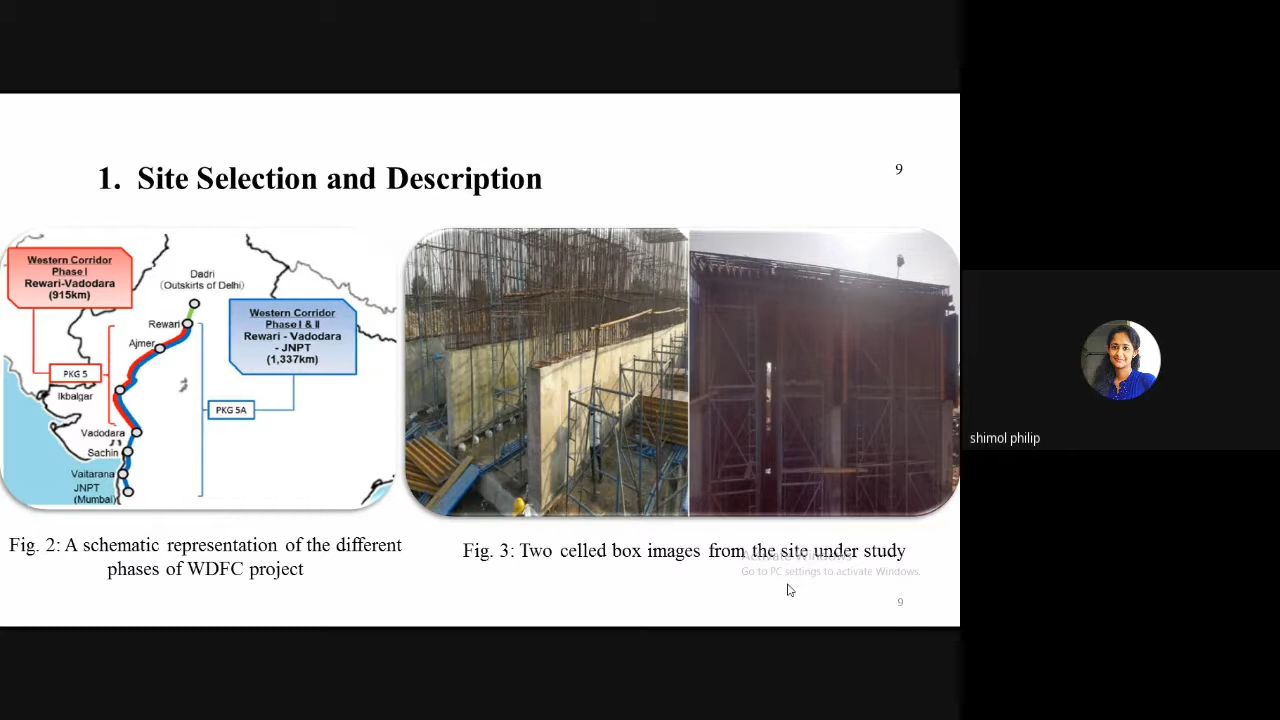 1. Site Selection and Description
9
Western Corridor
Phase I
Rewari-Vadodara
(915km)
Dadri
(Outskirts of Delhi)
Western Corridor
Phase I & II
Rewari - Vadodara
- JNPT
(1,337km)
Rewari
Ajmer
PKG 5
Ikbalgar
PKG 5A
Vadodara
Sachin
Vaitarana
JNPT
(Mumbai)
Fig. 2: A schematic representation of the different
phases of WDFC project
Fig. 3: Two celled box images from the site under study
Activate Windows
Go to PC settings to activate Windows.
9
shimol philip